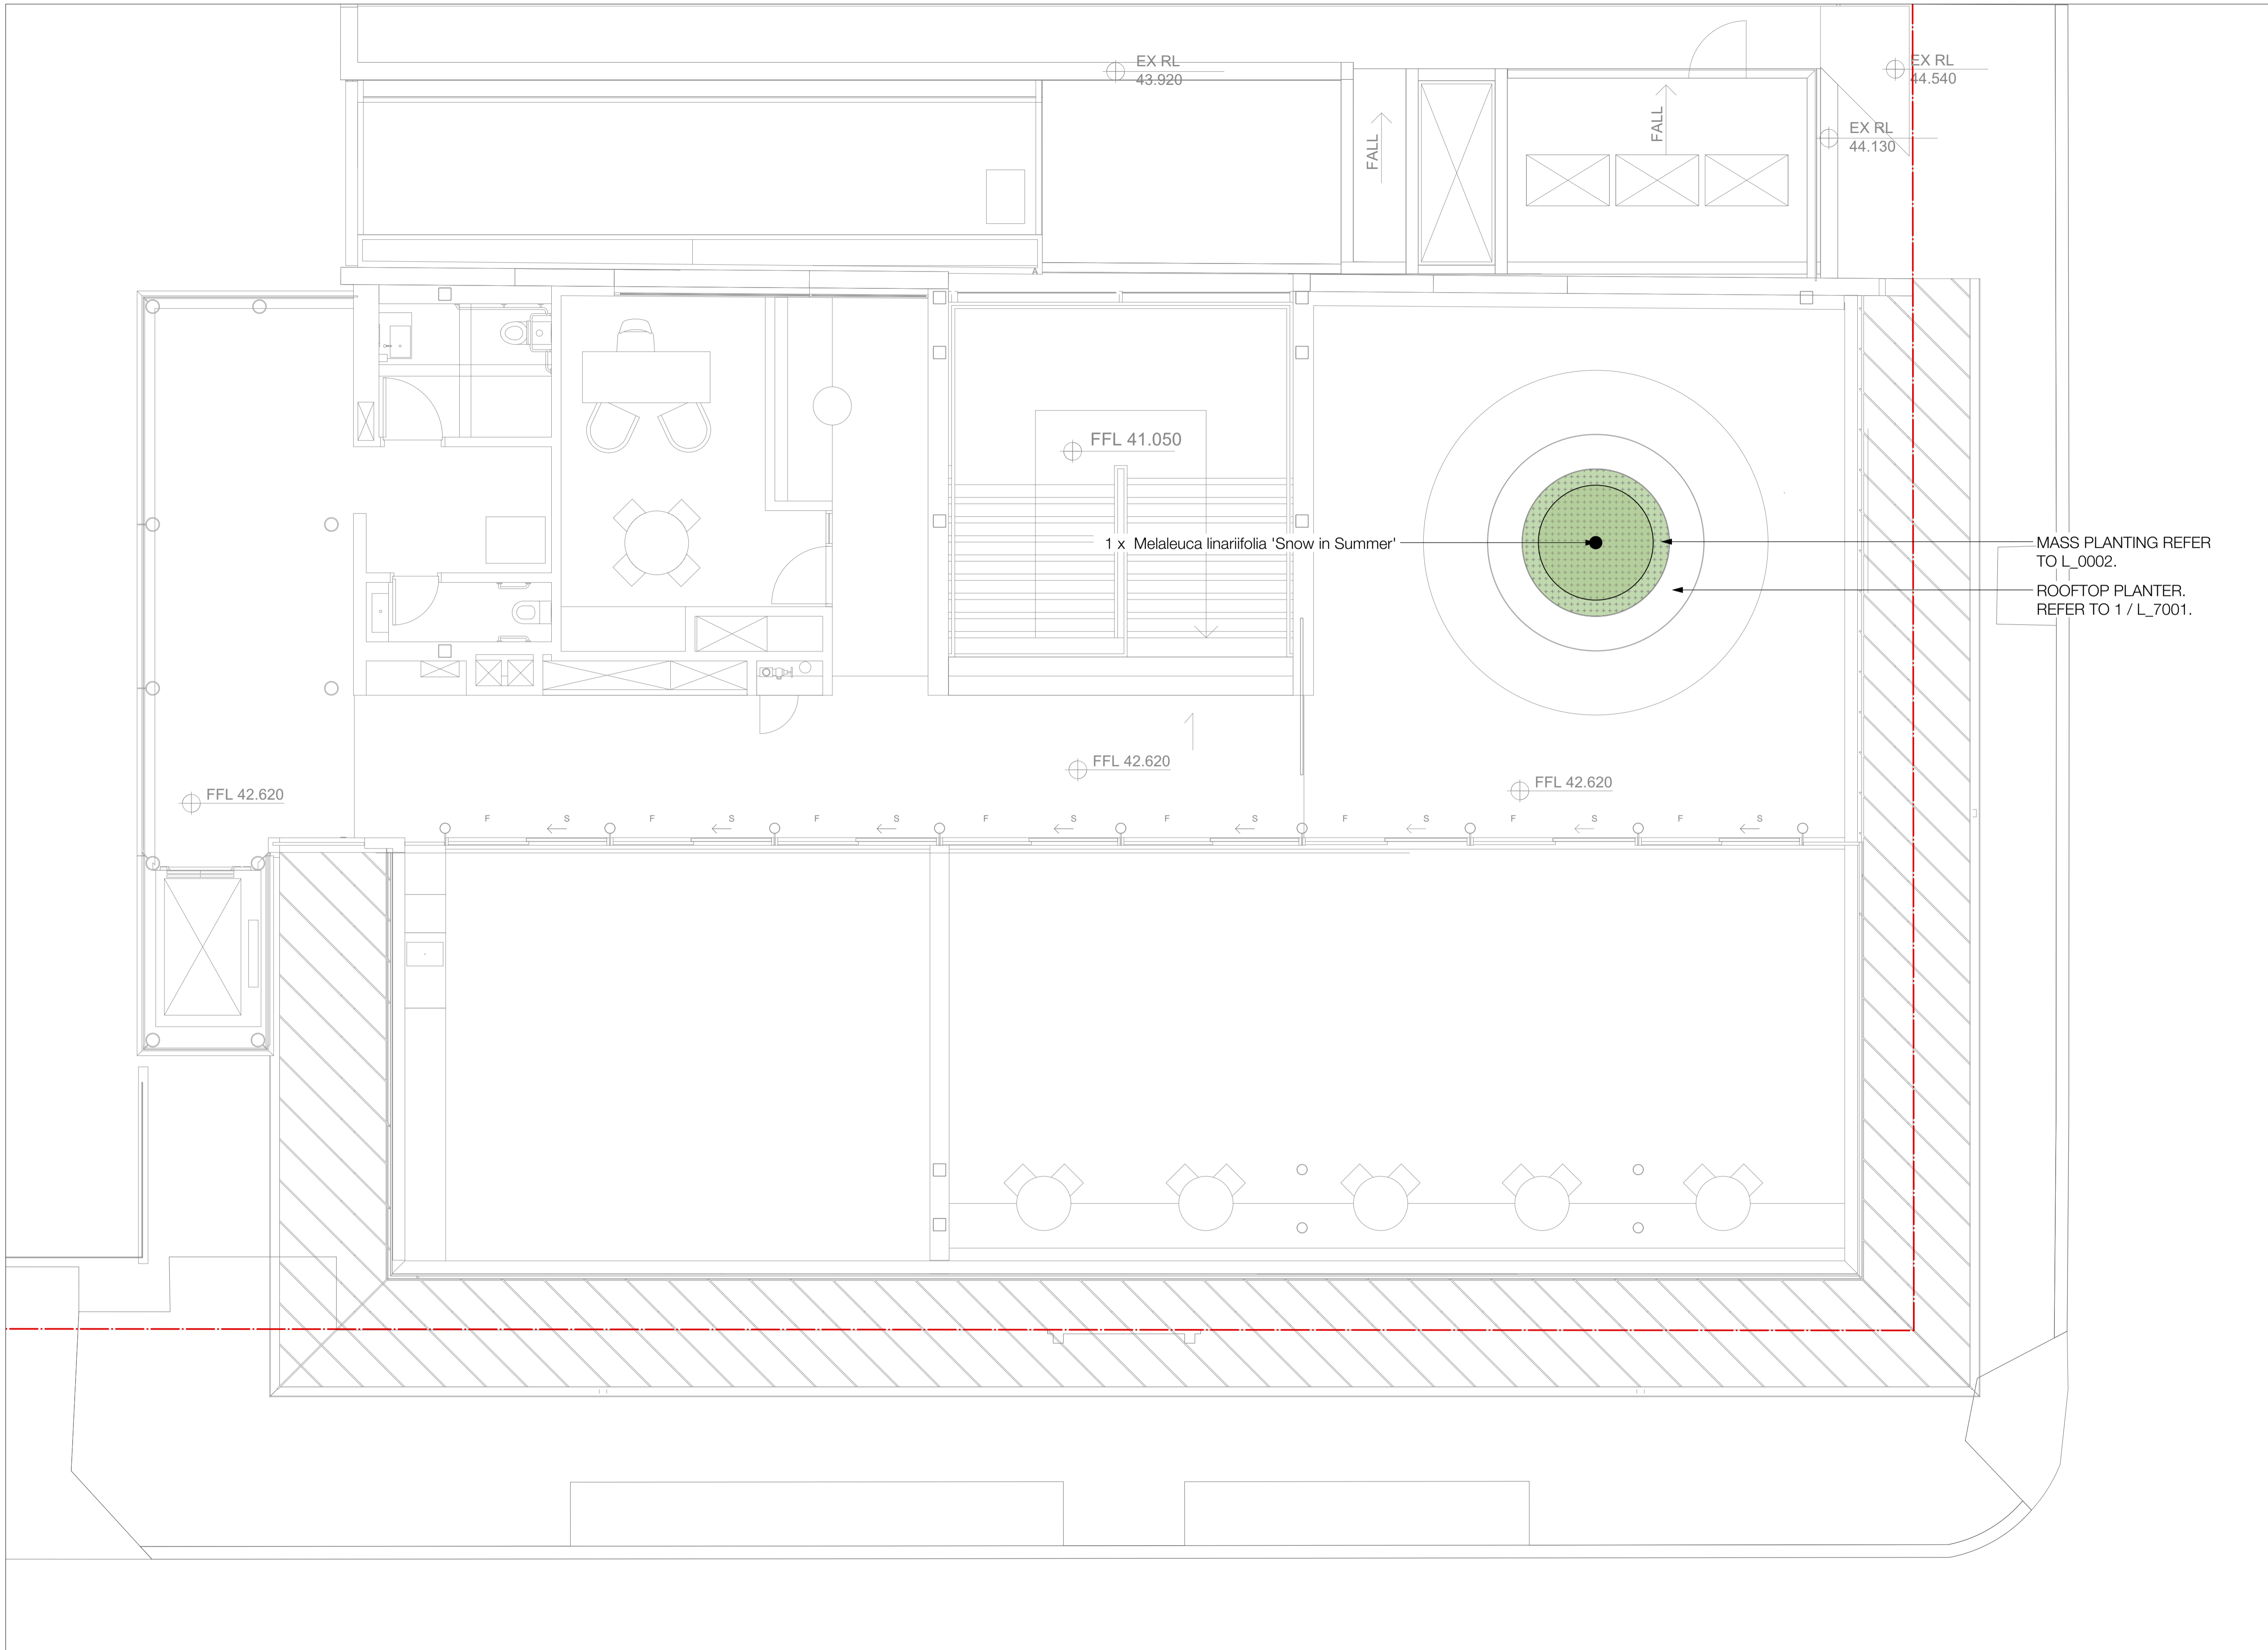 EX RL
43.920
EX RL
44.540
EX RL
44.130
FALL
FALL
A
FFL 41.050
1 x Melaleuca linariifolia 'Snow in Summer'
MASS PLANTING REFER
TO L_0002.
ROOFTOP PLANTER.
REFER TO 1 / L_7001.
FFL 42.620
FFL 42.620
FFL 42.620
F S F S F S F S F S F S F S F S